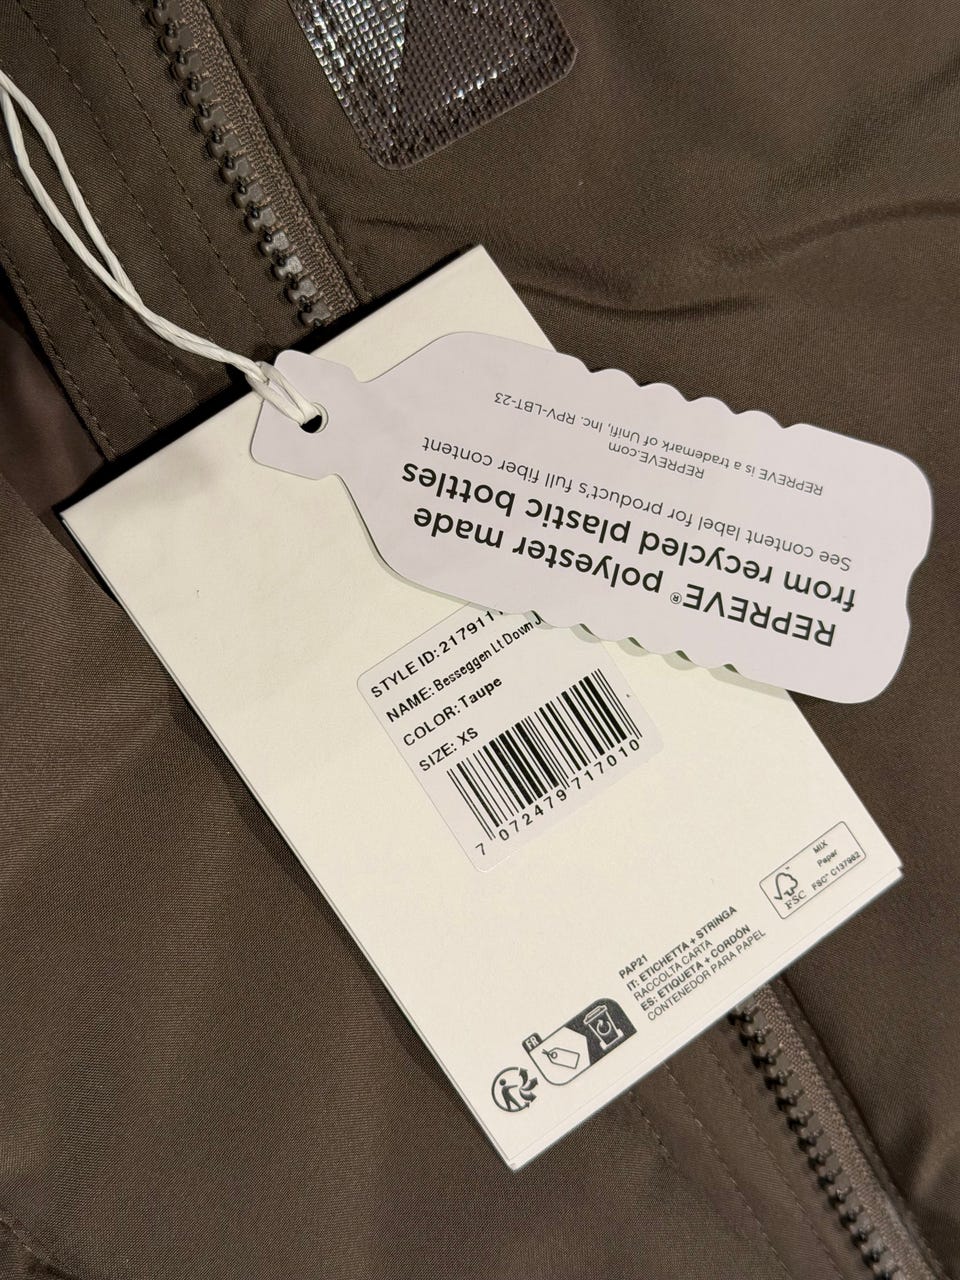 REPREVE® polyester made
from recycled plastic bottles
See content label for product's full fiber content
REPREVE.com
REPREVE is a trademark of Unifi, Inc. RPV-LBT-23
STYLE ID: 217911
NAME: Besseggen Lt Down J
COLOR: Taupe
SIZE: XS
7 072479 717010
MIX
Paper
FSC® C137982
FSC
PAP21
IT: ETICHETTA + STRINGA
RACCOLTA CARTA
ES: ETIQUETA + CORDÓN
CONTENEDOR PARA PAPEL
FR